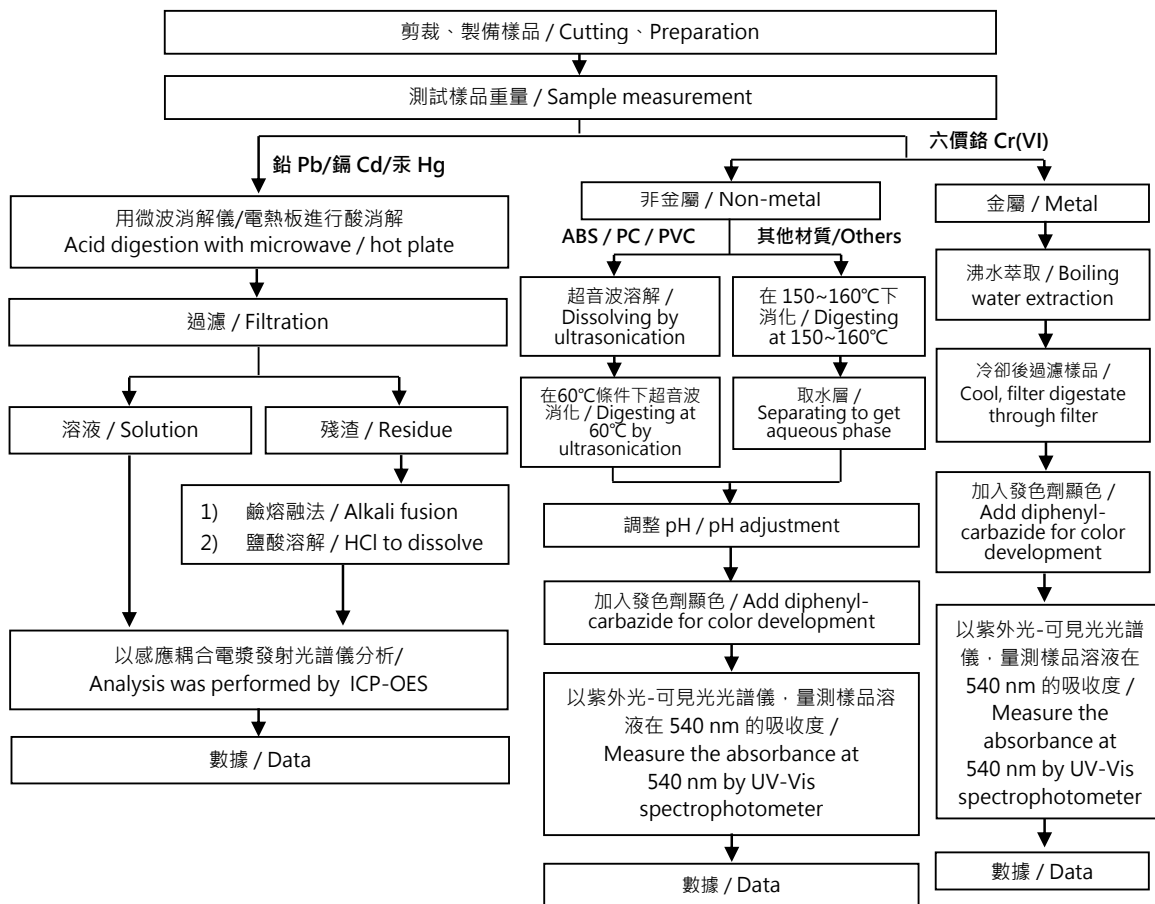 剪裁、製備樣品 / Cutting、Preparation
測試樣品重量 / Sample measurement
鉛 Pb/鎘 Cd/汞 Hg
用微波消解儀/電熱板進行酸消解
Acid digestion with microwave / hot plate
過濾 / Filtration
溶液 / Solution
殘渣 / Residue
1) 鹼熔融法 / Alkali fusion
2) 鹽酸溶解 / HCl to dissolve
以感應耦合電漿發射光譜儀分析/
Analysis was performed by ICP-OES
數據 / Data
六價鉻 Cr(VI)
非金屬 / Non-metal
ABS / PC / PVC
其他材質/Others
超音波溶解 /
Dissolving by
ultrasonication
在60℃條件下超音波
消化 / Digesting at
60℃ by
ultrasonication
在 150~160℃下
消化 / Digesting
at 150~160℃
取水層 /
Separating to get
aqueous phase
調整 pH / pH adjustment
加入發色劑顯色 / Add diphenyl-
carbazide for color development
以紫外光-可見光光譜儀，量測樣品溶
液在 540 nm 的吸收度 /
Measure the absorbance at
540 nm by UV-Vis
spectrophotometer
數據 / Data
金屬 / Metal
沸水萃取 / Boiling
water extraction
冷卻後過濾樣品 /
Cool, filter digestate
through filter
加入發色劑顯色 /
Add diphenyl-
carbazide for color
development
以紫外光-可見光光譜
儀，量測樣品溶液在
540 nm 的吸收度 /
Measure the
absorbance at
540 nm by UV-Vis
spectrophotometer
數據 / Data